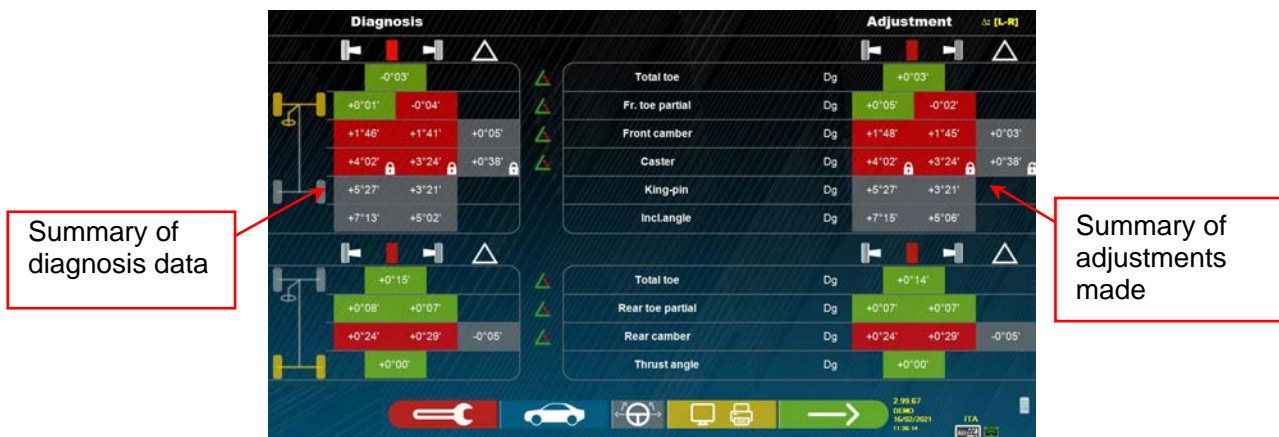 Diagnosis Adjustment Δ: [L-R]
-0°03' Total toe Dg +0°03'
+0°01' -0°04' Fr. toe partial Dg +0°05' -0°02'
+1°46' +1°41' +0°05' Front camber Dg +1°48' +1°45' +0°03'
+4°02' +3°24' +0°38' Caster Dg +4°02' +3°24' +0°38'
+5°27' +3°21' King-pin Dg +5°27' +3°21'
+7°13' +5°02' Incl.angle Dg +7°15' +5°06'
Summary of
diagnosis data
Summary of
adjustments
made
+0°15' Total toe Dg +0°14'
+0°08' +0°07' Rear toe partial Dg +0°07' +0°07'
+0°24' +0°29' -0°05' Rear camber Dg +0°24' +0°29' -0°05'
+0°00' Thrust angle Dg +0°00'
2.99.67
DEMO
16/02/2021 ITA
11:36:14